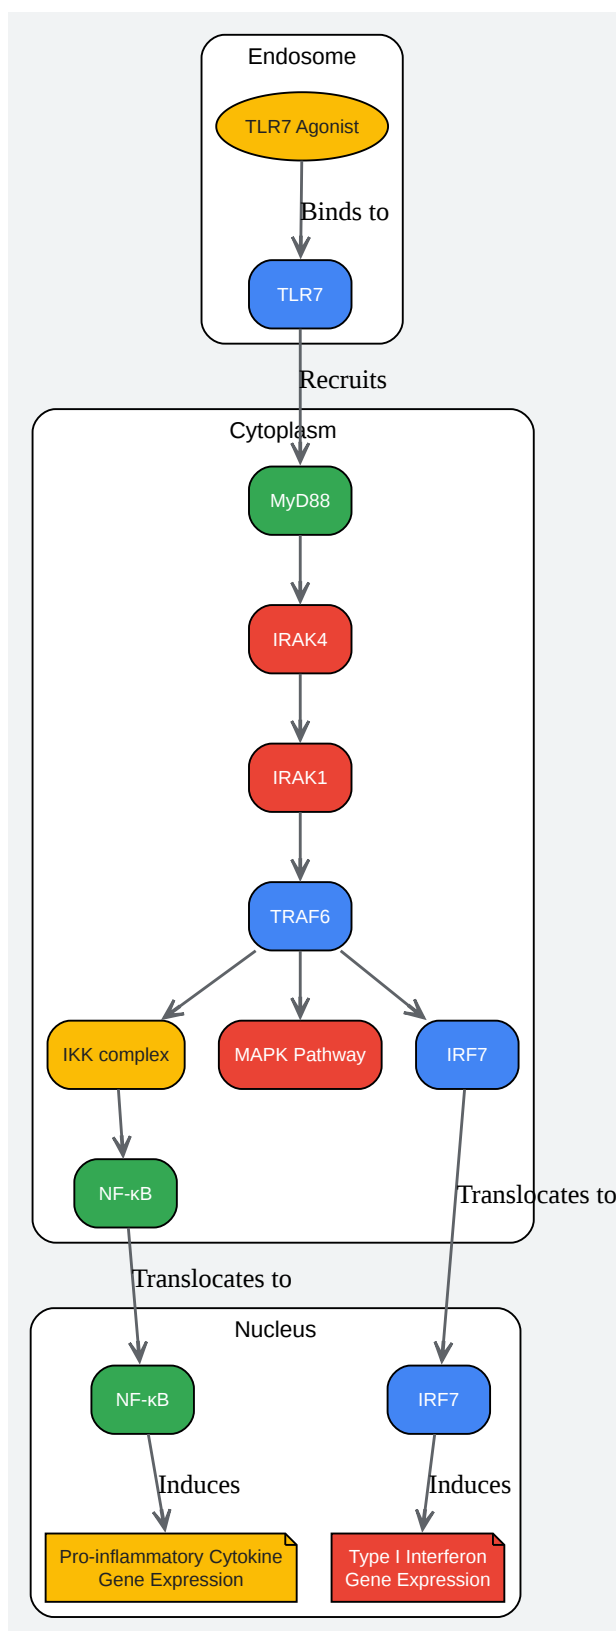 Endosome
TLR7 Agonist
Binds to
TLR7
Recruits
Cytoplasm
MyD88
IRAK4
IRAK1
TRAF6
IKK complex
MAPK Pathway
IRF7
NF-κB
Translocates to
Translocates to
Nucleus
NF-κB
IRF7
Induces
Induces
Pro-inflammatory Cytokine
Gene Expression
Type I Interferon
Gene Expression